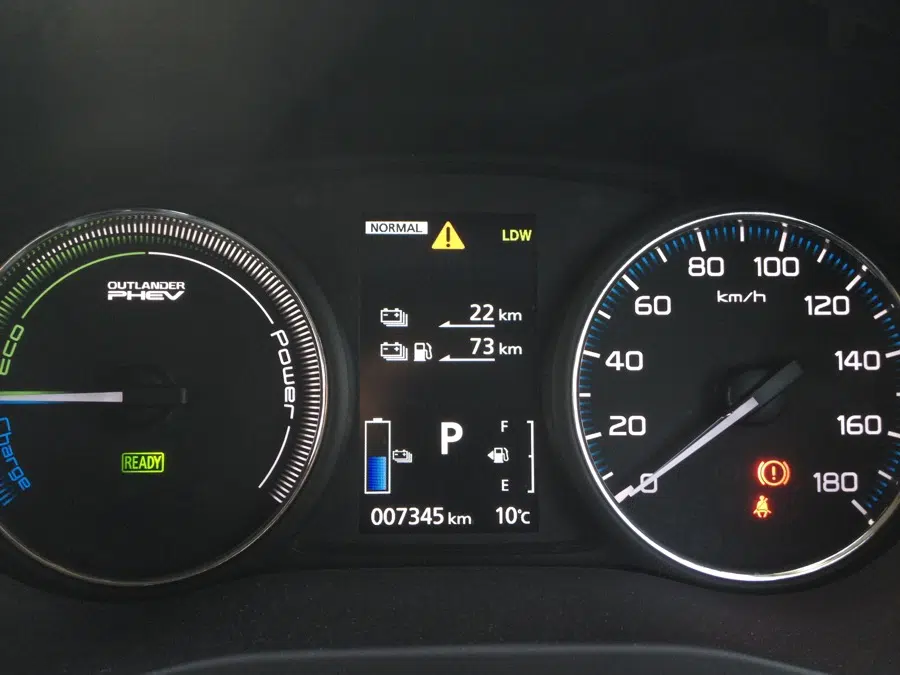 OUTLANDER
PHEV
eco
Power
Charge
READY
NORMAL
LDW
22 km
73 km
P
F
E
007345 km
10°C
0
20
40
60
80
100
120
140
160
180
km/h